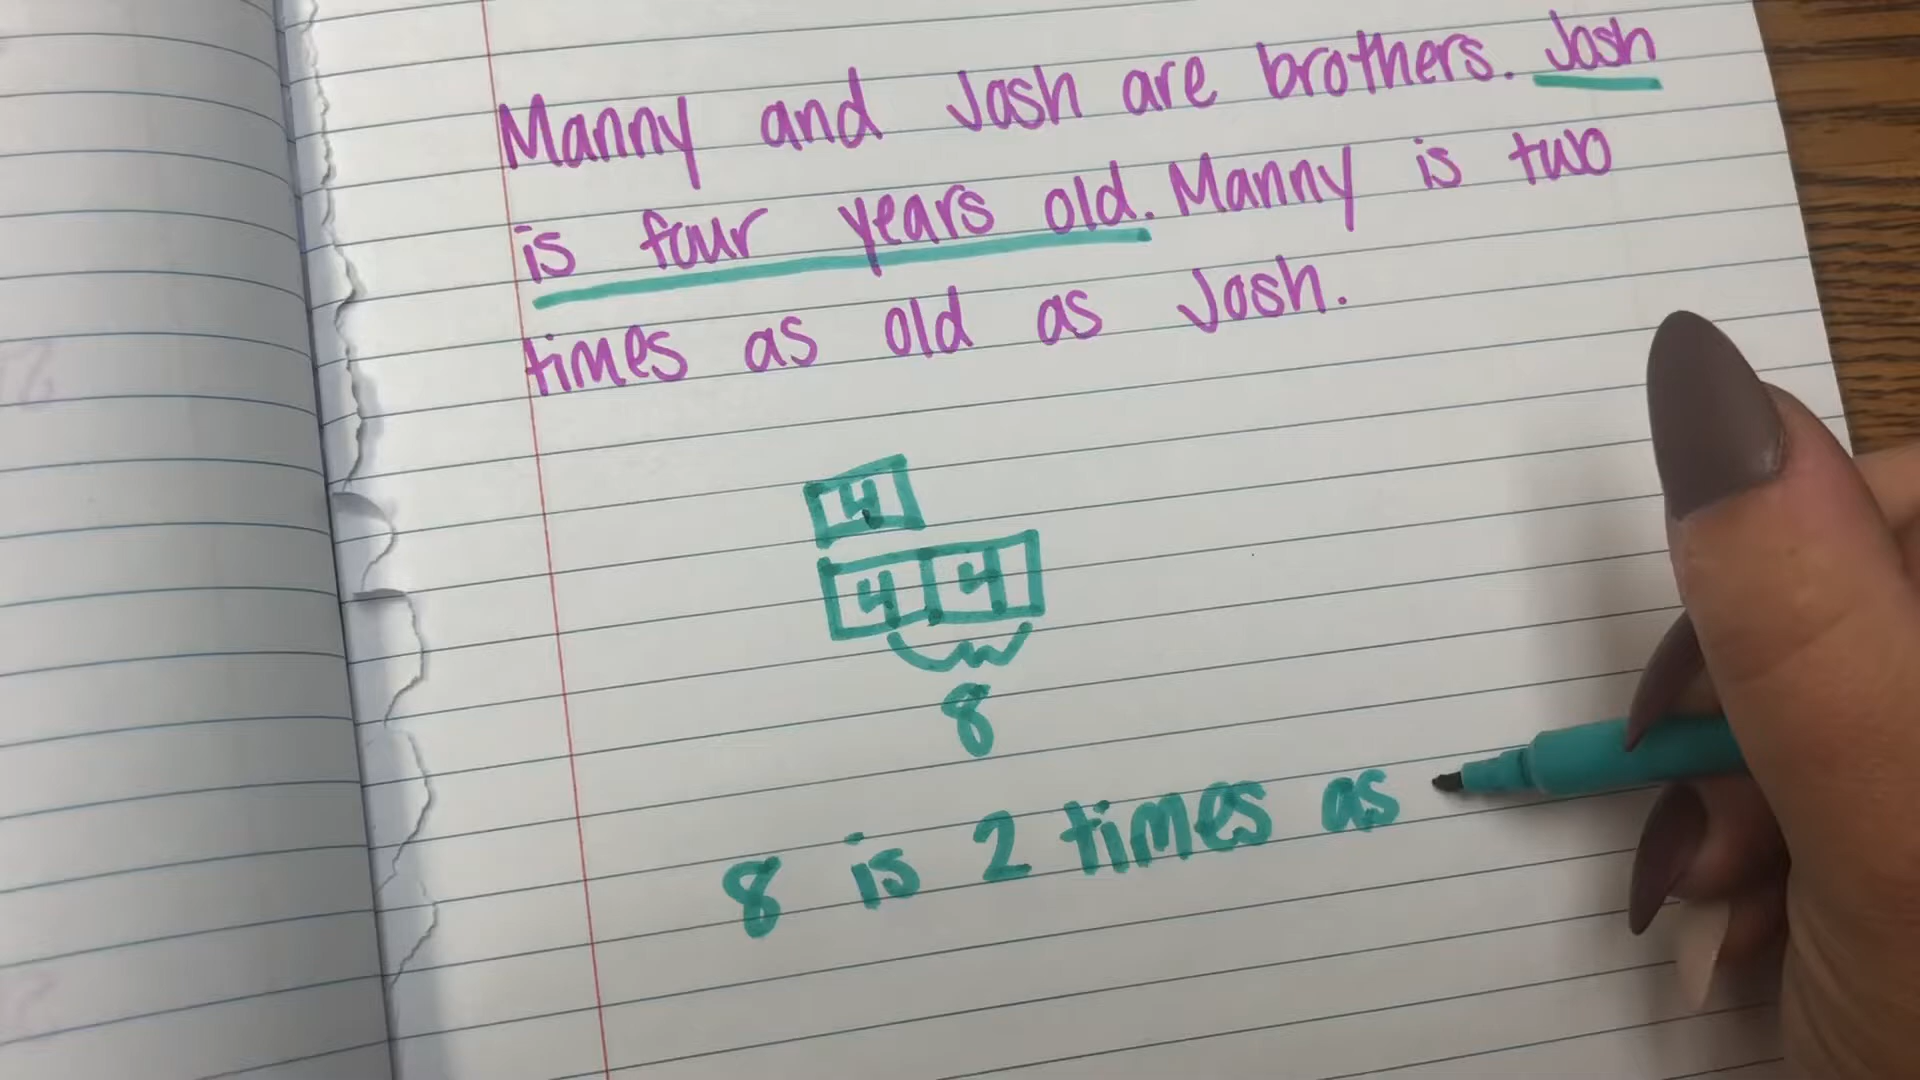 Manny and Josh are brothers. Josh
is four years old. Manny is two
times as old as Josh.
4
4 4
8
8 is 2 times as